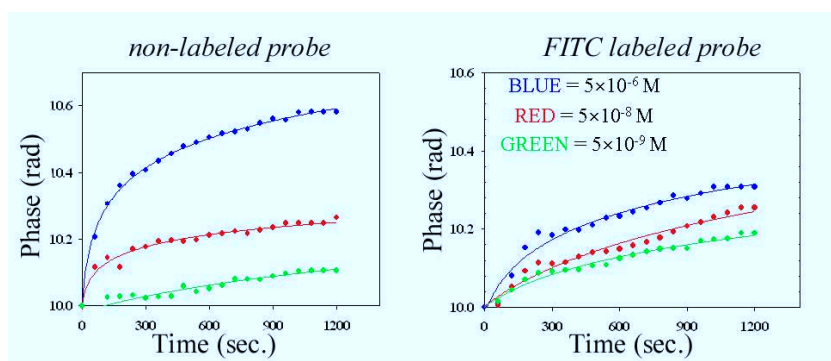 non-labeled probe
Phase (rad)
10.6
10.4
10.2
10.0
0 300 600 900 1200
Time (sec.)
FITC labeled probe
Phase (rad)
10.6
10.4
10.2
10.0
BLUE = 5×10⁻⁶ M
RED = 5×10⁻⁸ M
GREEN = 5×10⁻⁹ M
0 300 600 900 1200
Time (sec.)